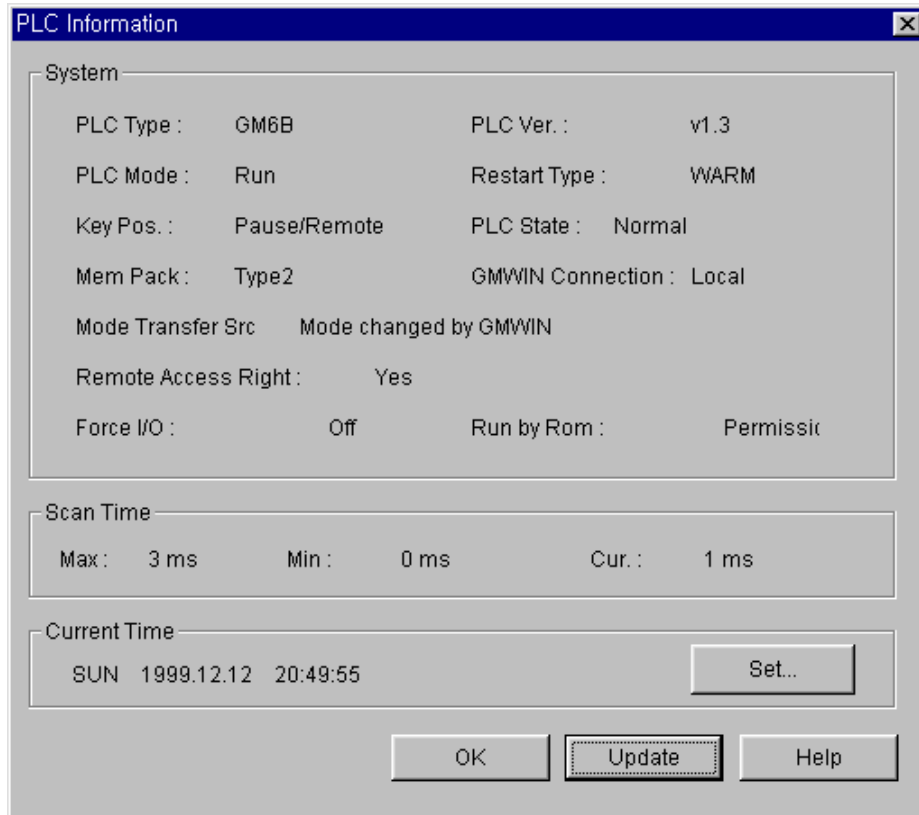 PLC Information
System
PLC Type : GM6B PLC Ver. : v1.3
PLC Mode : Run Restart Type : WARM
Key Pos. : Pause/Remote PLC State : Normal
Mem Pack : Type2 GMWIN Connection : Local
Mode Transfer Src Mode changed by GMWIN
Remote Access Right : Yes
Force I/O : Off Run by Rom : Permissic
Scan Time
Max : 3 ms Min : 0 ms Cur. : 1 ms
Current Time
SUN 1999.12.12 20:49:55 Set...
OK Update Help